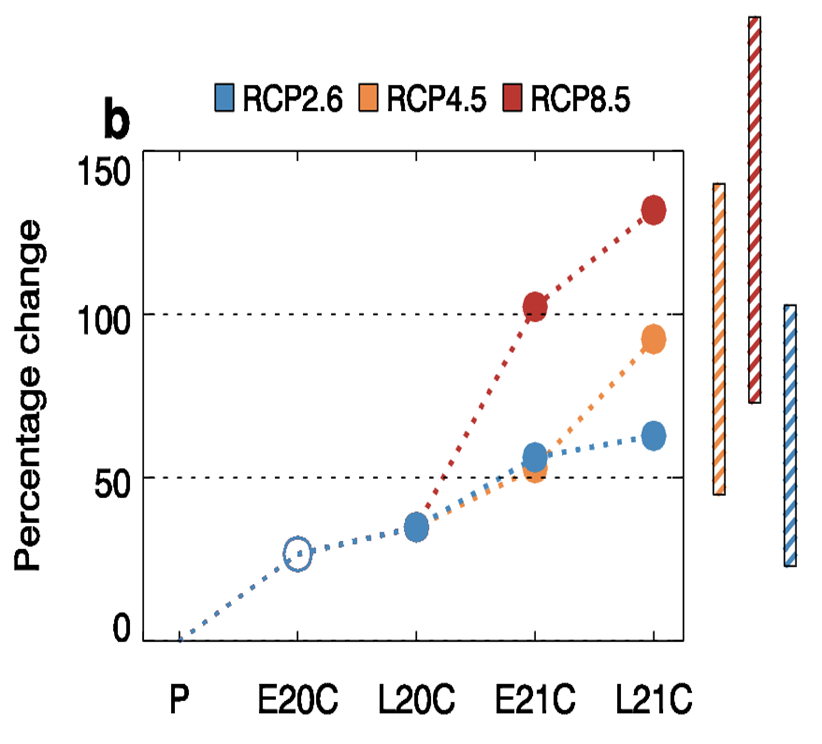 b
RCP2.6 RCP4.5 RCP8.5
Percentage change
150
100
50
0
P E20C L20C E21C L21C